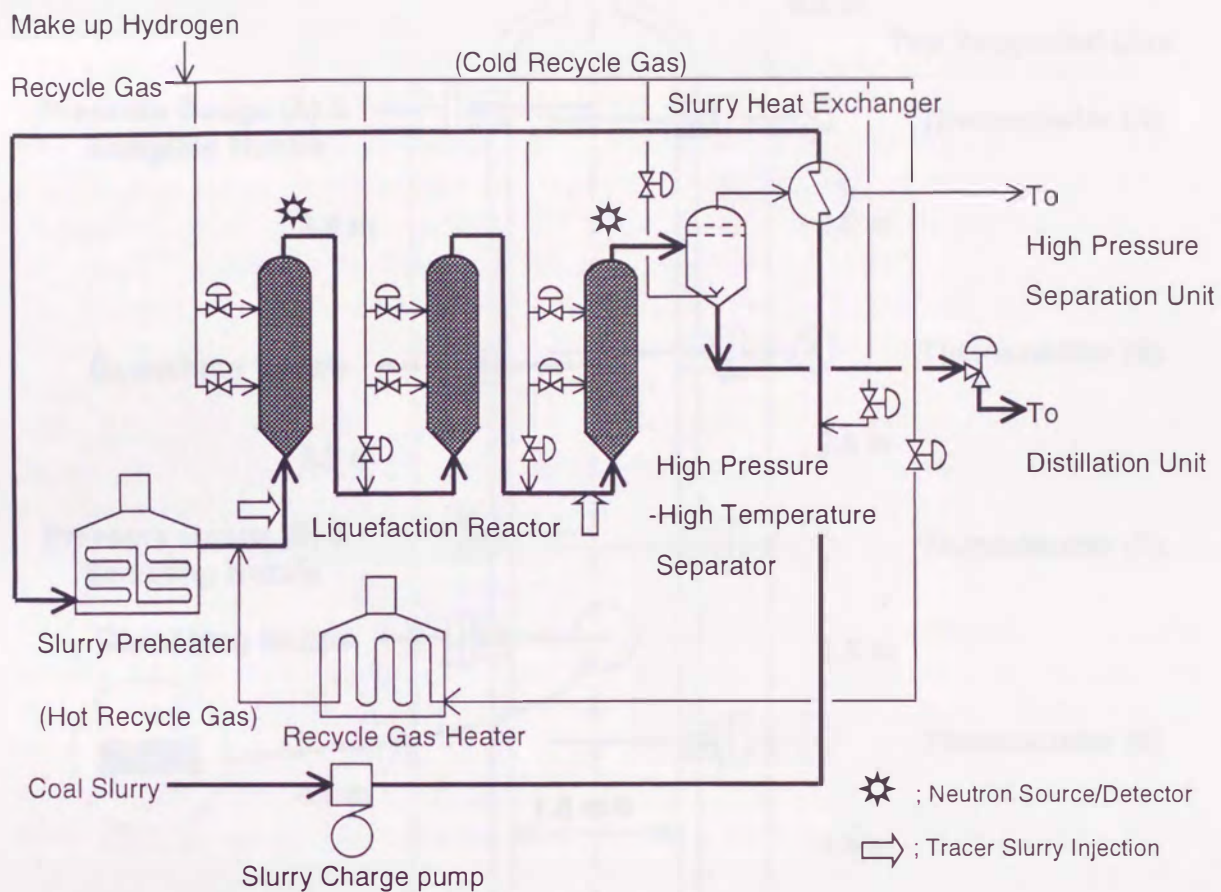 Make up Hydrogen
Recycle Gas
(Cold Recycle Gas)
Slurry Heat Exchanger
To
High Pressure
Separation Unit
To
Distillation Unit
High Pressure
-High Temperature
Separator
Liquefaction Reactor
Slurry Preheater
(Hot Recycle Gas)
Recycle Gas Heater
Coal Slurry
Slurry Charge pump
; Neutron Source/Detector
; Tracer Slurry Injection